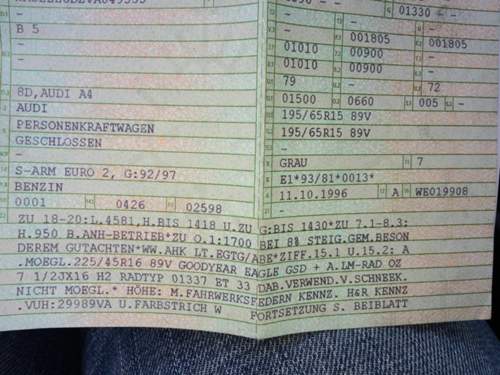 01330 -
B 5
001805 001805
01010 00900
01010 00900
79 - 72
8D,AUDI A4 01500 0660 005 -
AUDI 195/65R15 89V
PERSONENKRAFTWAGEN 195/65R15 89V
GESCHLOSSEN -
- -
S-ARM EURO 2, G:92/97 GRAU 7
BENZIN E1*93/81*0013*
0001 0426 02598 11.10.1996 A WE019908
ZU 18-20:L.4581,H.BIS 1418 U.ZU G:BIS 1430*ZU 7.1-8.3:
H.950 B.ANH-BETRIEB*ZU O.1:1700 BEI 8% STEIG.GEM.BESON
DEREM GUTACHTEN*WW.AHK LT.EGTG/ABE*ZIFF.15.1 U.15.2: A
.MOEGL.225/45R16 89V GOODYEAR EAGLE GSD + A.LM-RAD OZ
7 1/2JX16 H2 RADTYP 01337 ET 33 DAB.VERWEND.V.SCHNEEK.
NICHT MOEGL.* HÖHE: M.FAHRWERKSFEDERN KENNZ. H&R KENNZ
.VUH:29989VA U.FARBSTRICH W FORTSETZUNG S. BEIBLATT